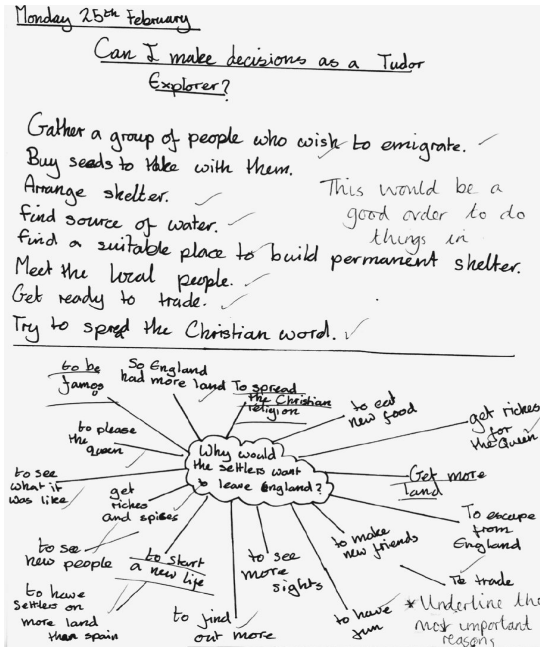 Monday 25th February
Can I make decisions as a Tudor
Explorer?
Gather a group of people who wish to emigrate.
Buy seeds to take with them.
Arrange shelter.
find source of water.
find a suitable place to build permanent shelter.
Meet the local people.
Get ready to trade.
Try to spred the Christian word.
This would be a
good order to do
things in
Why would
the settlers want
to leave England?
to be
famos
So England
had more land
To spread
the Christian
religion
to eat
new food
get riches
for
the Queen
Get more
land
To escape
from
England
to make
new friends
To trade
to have
fun
to see
more
sights
to find
out more
to start
a new life
to have
settlers on
more land
than spain
to see
new people
get
riches
and spices
to see
what it
was like
to please
the queen
* Underline the
most important
reasons